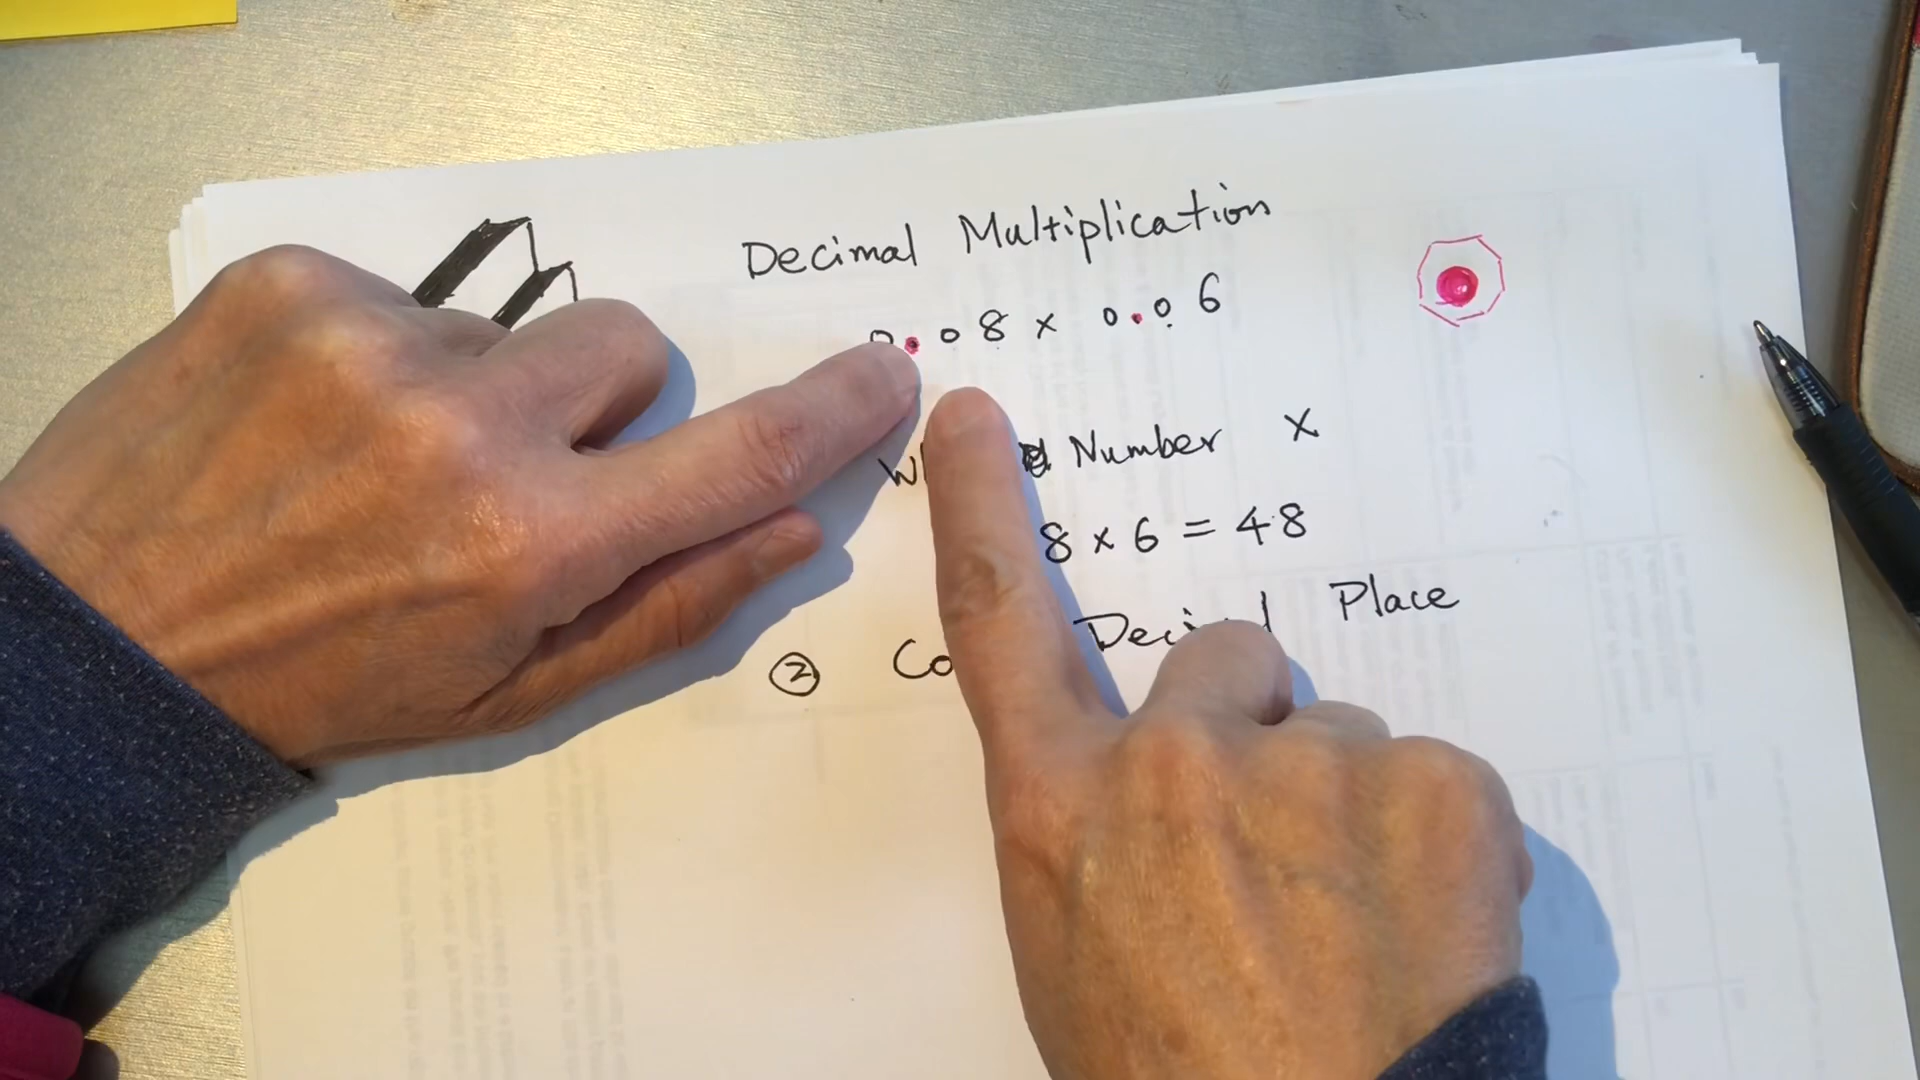 Decimal Multiplication
0.08 x 0.06
Number x
8 x 6 = 48
② Place